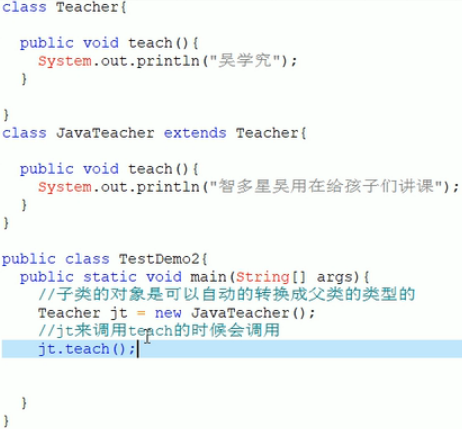 class Teacher{
public void teach(){
System.out.println("吴学究");
}
}
class JavaTeacher extends Teacher{
public void teach(){
System.out.println("智多星吴用在给孩子们讲课");
}
}
public class TestDemo2{
public static void main(String[] args){
//子类的对象是可以自动的转换成父类的类型的
Teacher jt = new JavaTeacher();
//jt来调用teach的时候会调用
jt.teach();
}
}